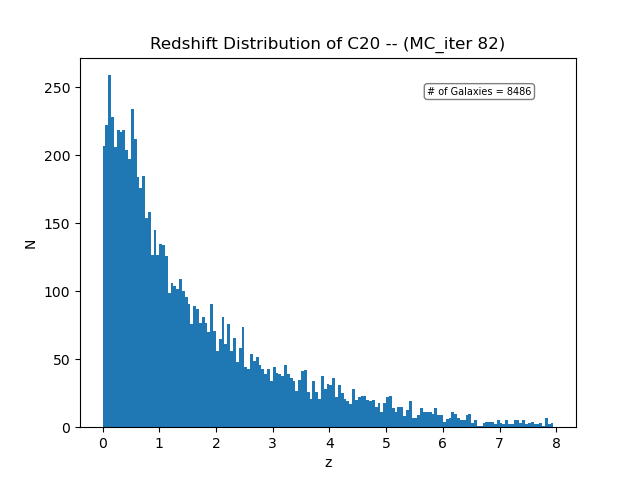 Redshift Distribution of C20 -- (MC_iter 82)
# of Galaxies = 8486
250
200
150
100
50
0
N
0 1 2 3 4 5 6 7 8
z